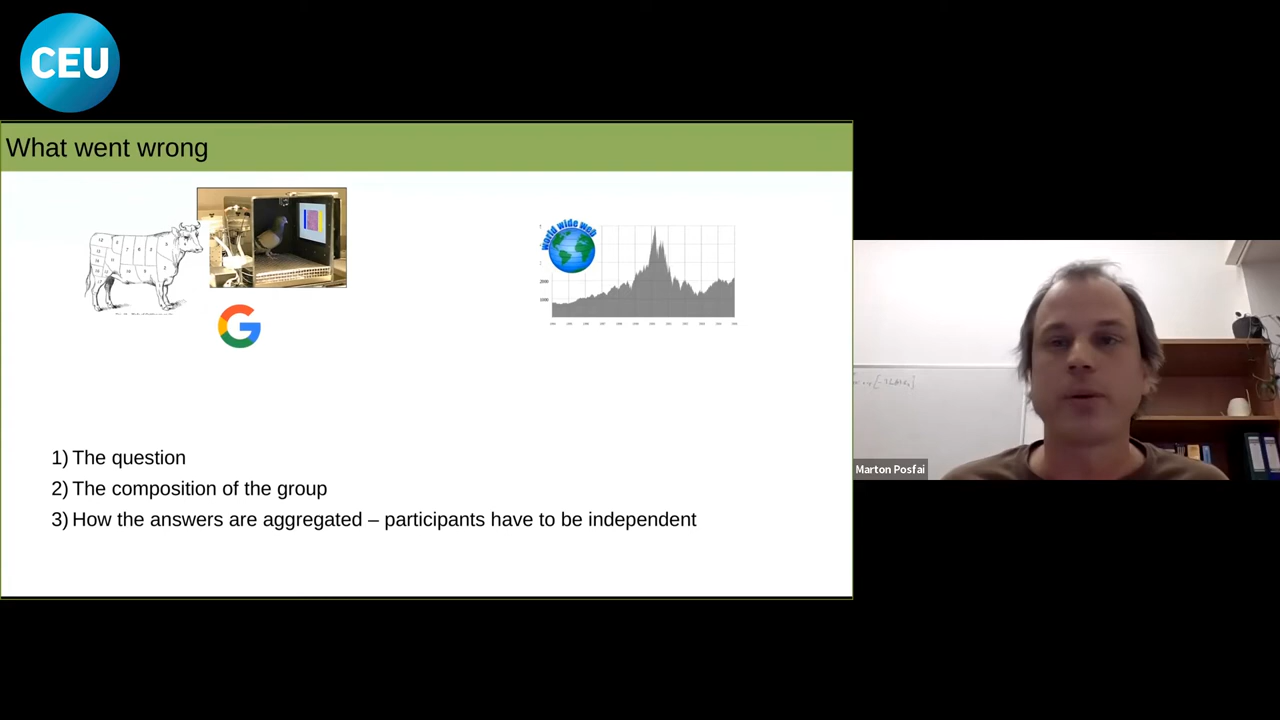 CEU
What went wrong
world wide web
1) The question
2) The composition of the group
3) How the answers are aggregated – participants have to be independent
Marton Posfai